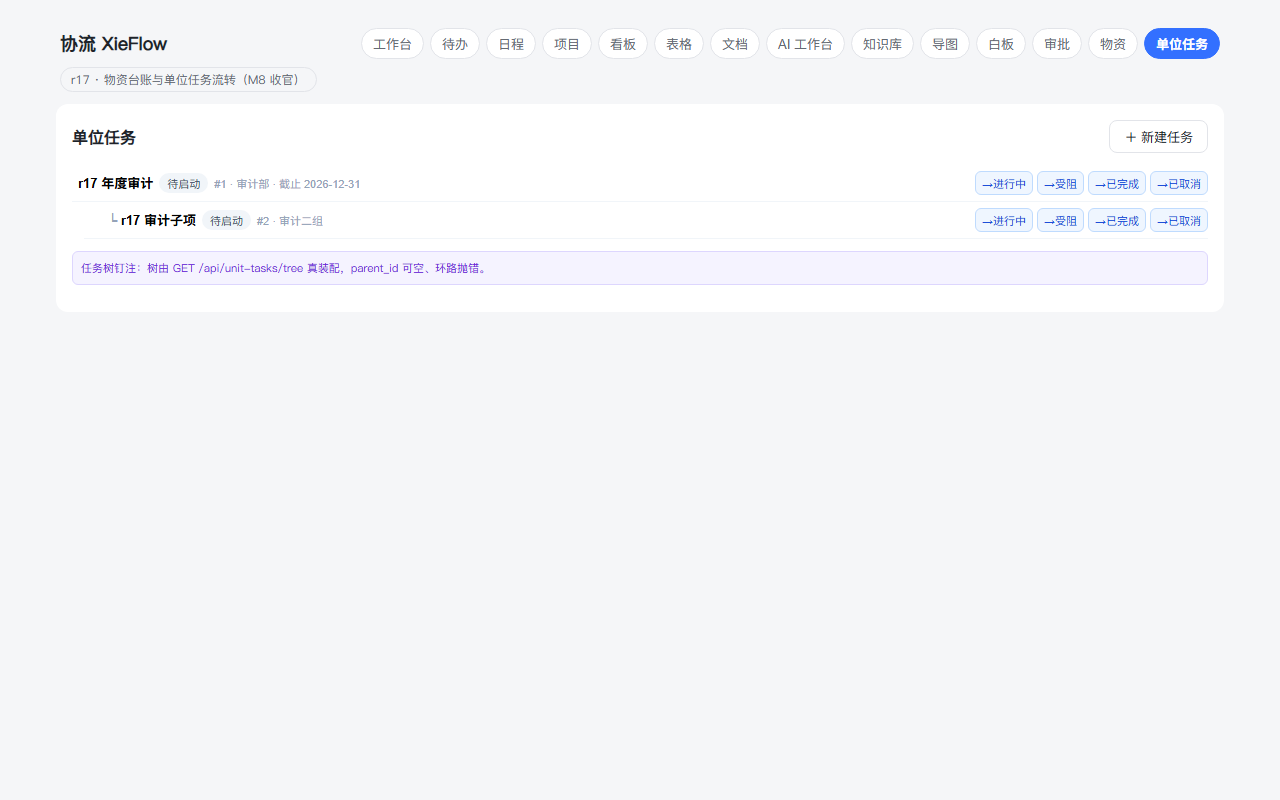 协流 XieFlow
工作台 待办 日程 项目 看板 表格 文档 AI 工作台 知识库 导图 白板 审批 物资 单位任务
r17 · 物资台账与单位任务流转（M8 收官）
单位任务
＋ 新建任务
r17 年度审计 待启动 #1 · 审计部 · 截止 2026-12-31 →进行中 →受阻 →已完成 →已取消
└ r17 审计子项 待启动 #2 · 审计二组 →进行中 →受阻 →已完成 →已取消
任务树钉注：树由 GET /api/unit-tasks/tree 真装配，parent_id 可空、环路抛错。